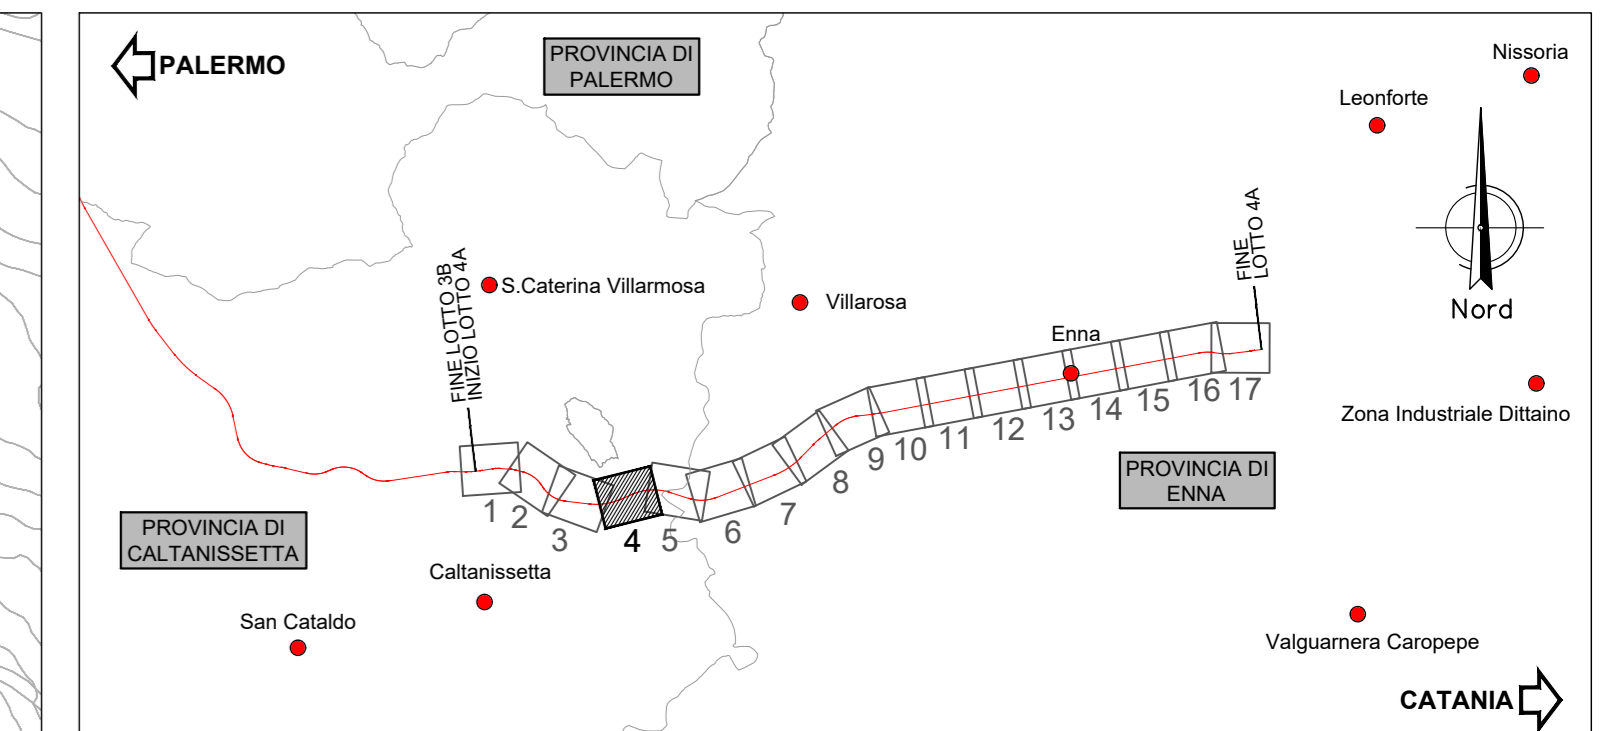 PALERMO
PROVINCIA DI
PALERMO
Nissoria
Leonforte
Nord
FINE LOTTO 3B
INIZIO LOTTO 4A
S.Caterina Villarmosa
Villarosa
FINE
LOTTO 4A
Enna
Zona Industriale Dittaino
1
2
3
4
5
6
7
8
9
10
11
12
13
14
15
16
17
PROVINCIA DI
ENNA
PROVINCIA DI
CALTANISSETTA
Caltanissetta
San Cataldo
Valguarnera Caropepe
CATANIA